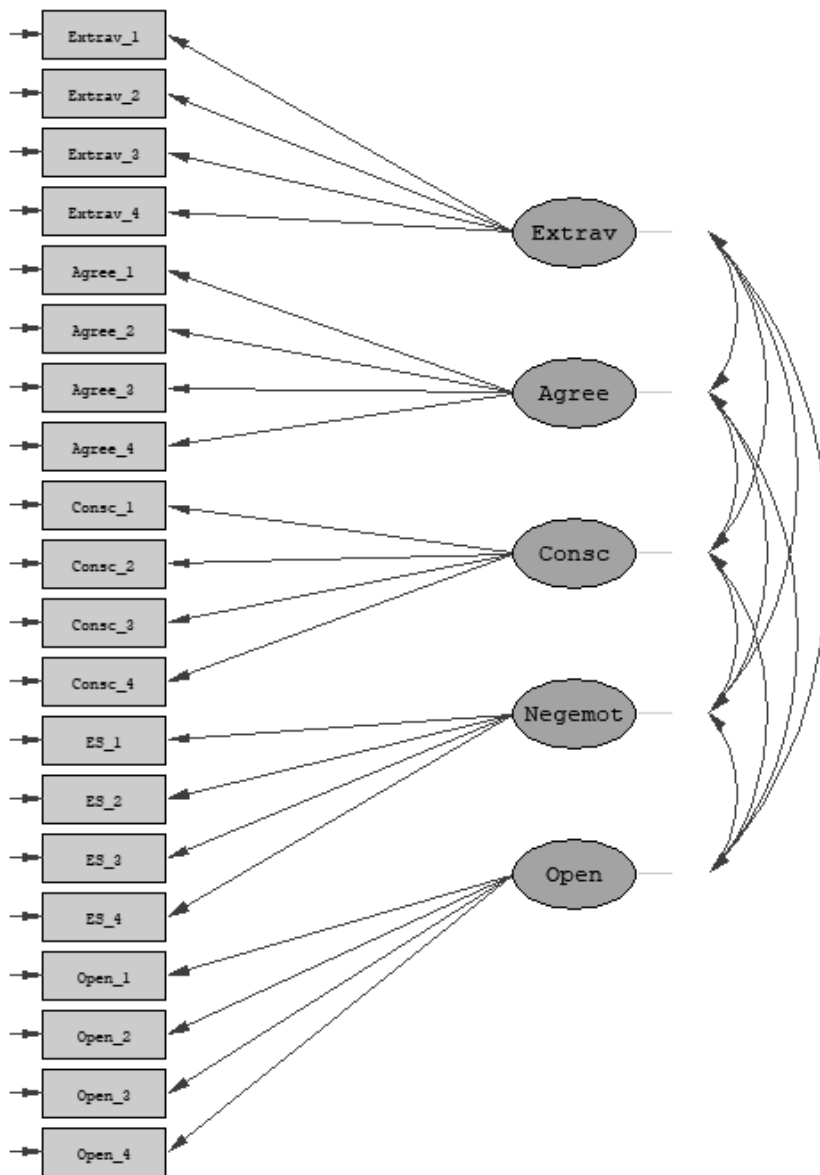 Extrav_1
Extrav_2
Extrav_3
Extrav_4
Agree_1
Agree_2
Agree_3
Agree_4
Consc_1
Consc_2
Consc_3
Consc_4
ES_1
ES_2
ES_3
ES_4
Open_1
Open_2
Open_3
Open_4
Extrav
Agree
Consc
Negemot
Open